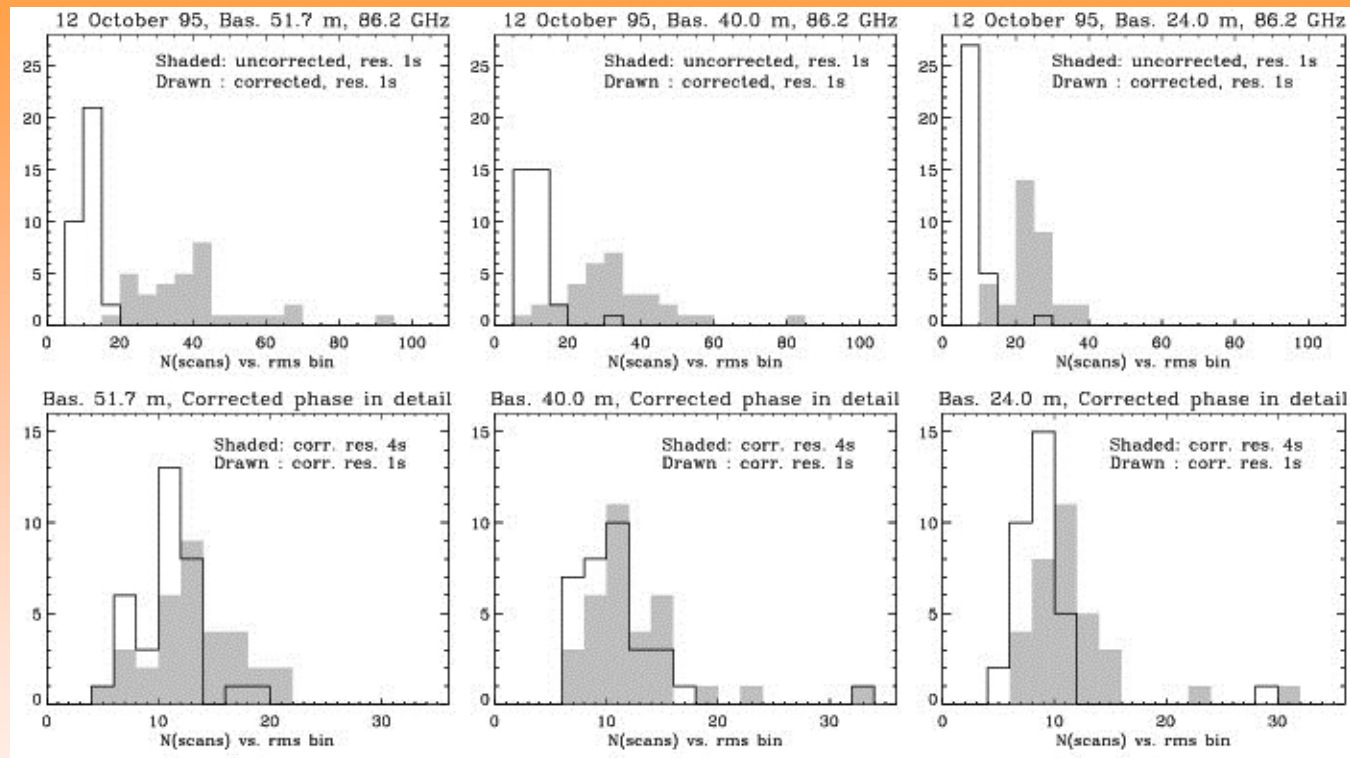 12 October 95, Bas. 51.7 m, 86.2 GHz
Shaded: uncorrected, res. 1s
Drawn : corrected, res. 1s
25
20
15
10
5
0
0 20 40 60 80 100
N(scans) vs. rms bin
12 October 95, Bas. 40.0 m, 86.2 GHz
Shaded: uncorrected, res. 1s
Drawn : corrected, res. 1s
25
20
15
10
5
0
0 20 40 60 80 100
N(scans) vs. rms bin
12 October 95, Bas. 24.0 m, 86.2 GHz
Shaded: uncorrected, res. 1s
Drawn : corrected, res. 1s
25
20
15
10
5
0
0 20 40 60 80 100
N(scans) vs. rms bin
Bas. 51.7 m, Corrected phase in detail
Shaded: corr. res. 4s
Drawn : corr. res. 1s
15
10
5
0
0 10 20 30
N(scans) vs. rms bin
Bas. 40.0 m, Corrected phase in detail
Shaded: corr. res. 4s
Drawn : corr. res. 1s
15
10
5
0
0 10 20 30
N(scans) vs. rms bin
Bas. 24.0 m, Corrected phase in detail
Shaded: corr. res. 4s
Drawn : corr. res. 1s
15
10
5
0
0 10 20 30
N(scans) vs. rms bin